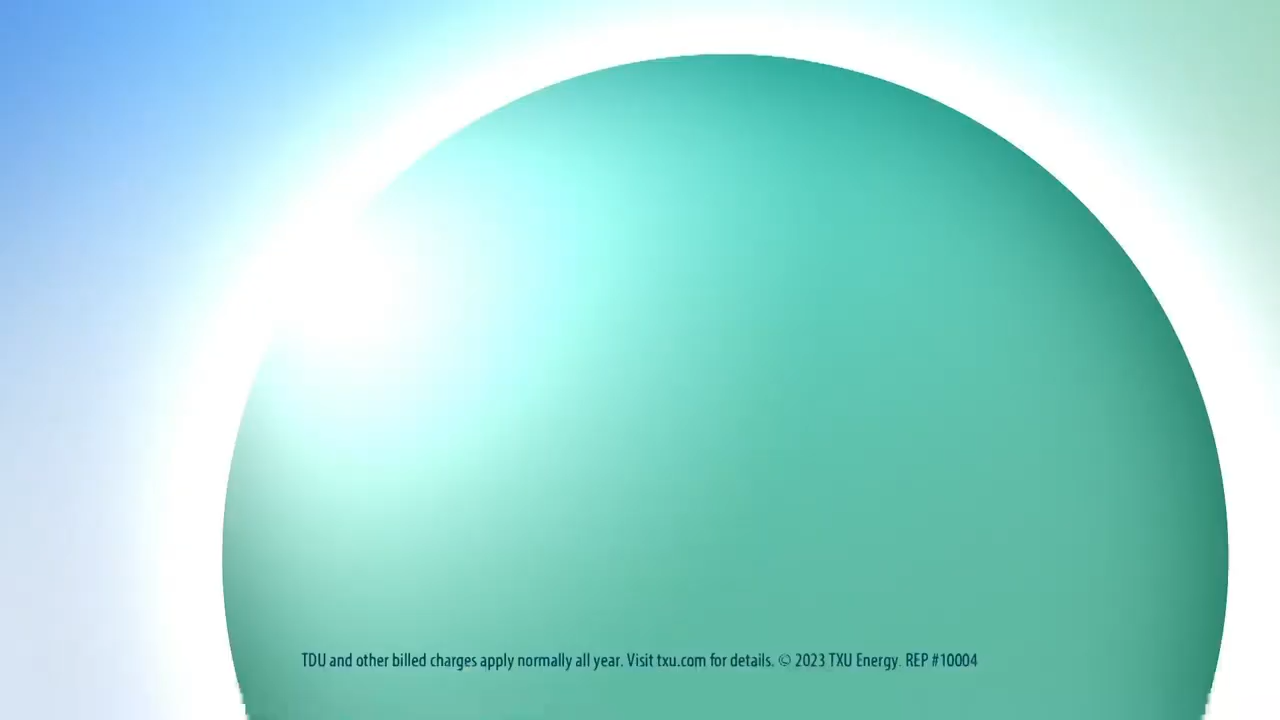 TDU and other billed charges apply normally all year. Visit txu.com for details. © 2023 TXU Energy. REP #10004